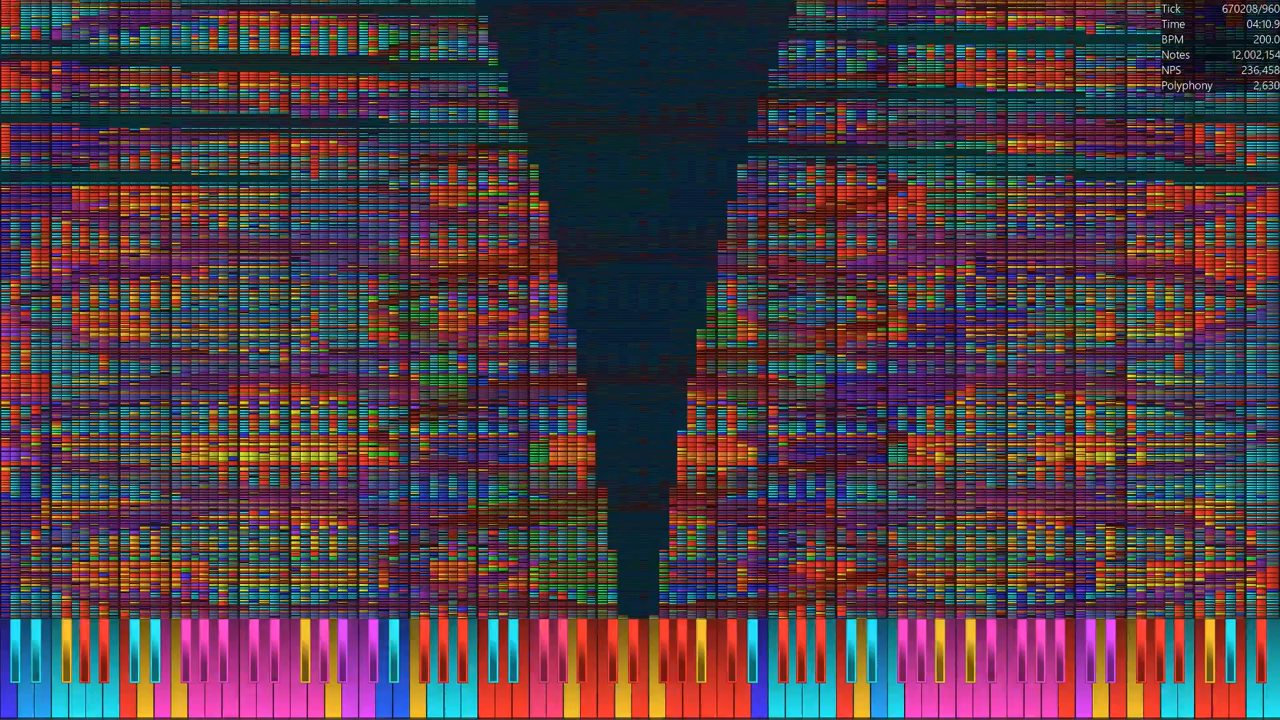 Tick 670208/960
Time 04:10.9
BPM 200.0
Notes 12,002,154
NPS 236,458
Polyphony 2,630